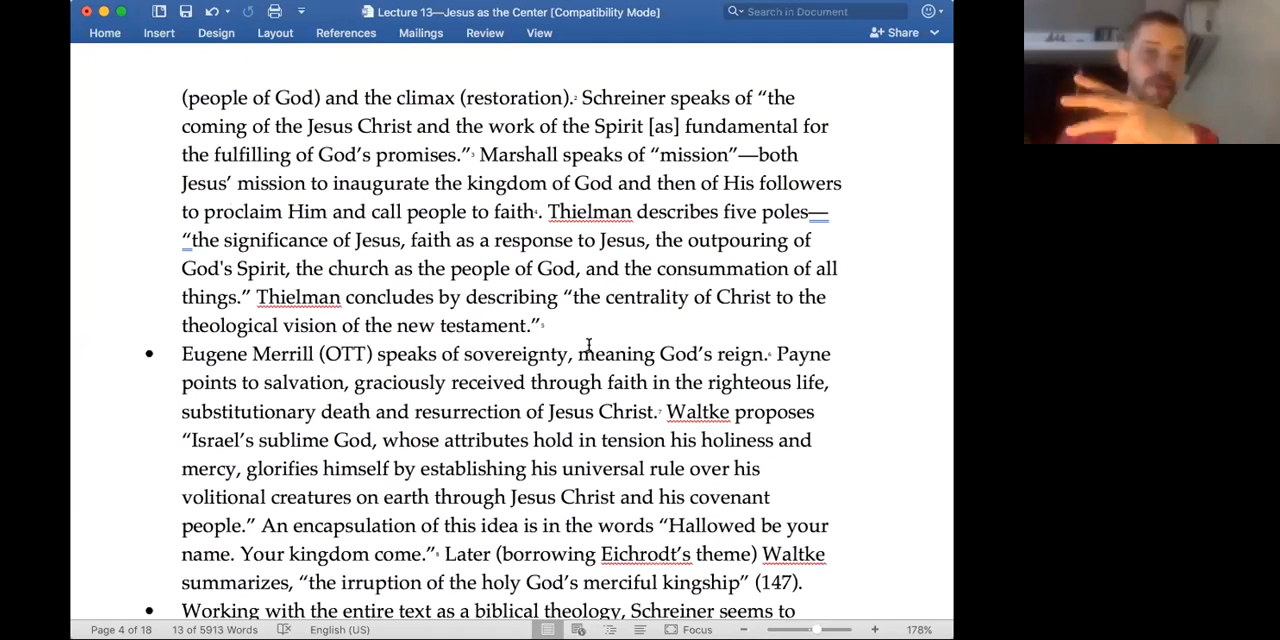 Lecture 13—Jesus as the Center [Compatibility Mode]
Search in Document
Home Insert Design Layout References Mailings Review View Share
(people of God) and the climax (restoration).2 Schreiner speaks of “the
coming of the Jesus Christ and the work of the Spirit [as] fundamental for
the fulfilling of God’s promises.”3 Marshall speaks of “mission”—both
Jesus’ mission to inaugurate the kingdom of God and then of His followers
to proclaim Him and call people to faith4. Thielman describes five poles—
“the significance of Jesus, faith as a response to Jesus, the outpouring of
God's Spirit, the church as the people of God, and the consummation of all
things.” Thielman concludes by describing “the centrality of Christ to the
theological vision of the new testament.”5
• Eugene Merrill (OTT) speaks of sovereignty, meaning God’s reign.6 Payne
points to salvation, graciously received through faith in the righteous life,
substitutionary death and resurrection of Jesus Christ.7 Waltke proposes
“Israel’s sublime God, whose attributes hold in tension his holiness and
mercy, glorifies himself by establishing his universal rule over his
volitional creatures on earth through Jesus Christ and his covenant
people.” An encapsulation of this idea is in the words “Hallowed be your
name. Your kingdom come.”8 Later (borrowing Eichrodt’s theme) Waltke
summarizes, “the irruption of the holy God’s merciful kingship” (147).
• Working with the entire text as a biblical theology, Schreiner seems to
Page 4 of 18 13 of 5913 Words English (US) Focus 178%